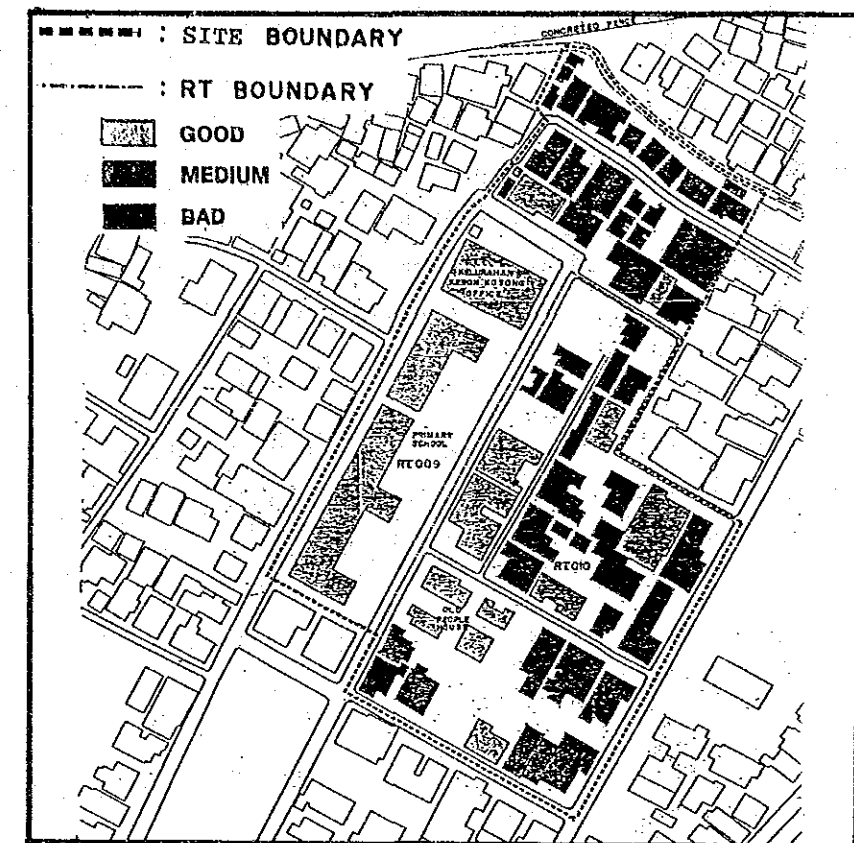 : SITE BOUNDARY
CONCRETED FENCE
: RT BOUNDARY
GOOD
MEDIUM
BAD
KELURAHAN
KEBON KOSONG
OFFICE
PRIMARY
SCHOOL
RT009
RT010
OLD
PEOPLE
HOUSE